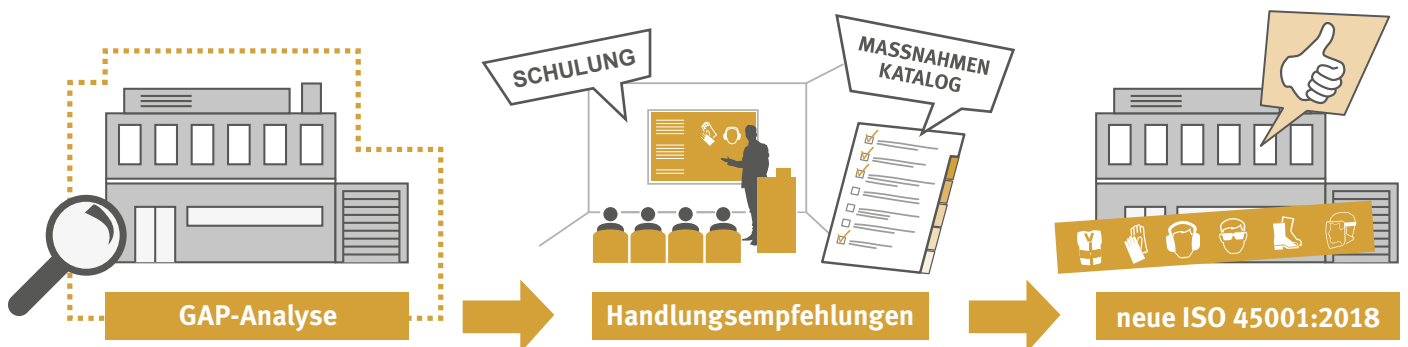 SCHULUNG
MASSNAHMEN
KATALOG
GAP-Analyse
Handlungsempfehlungen
neue ISO 45001:2018